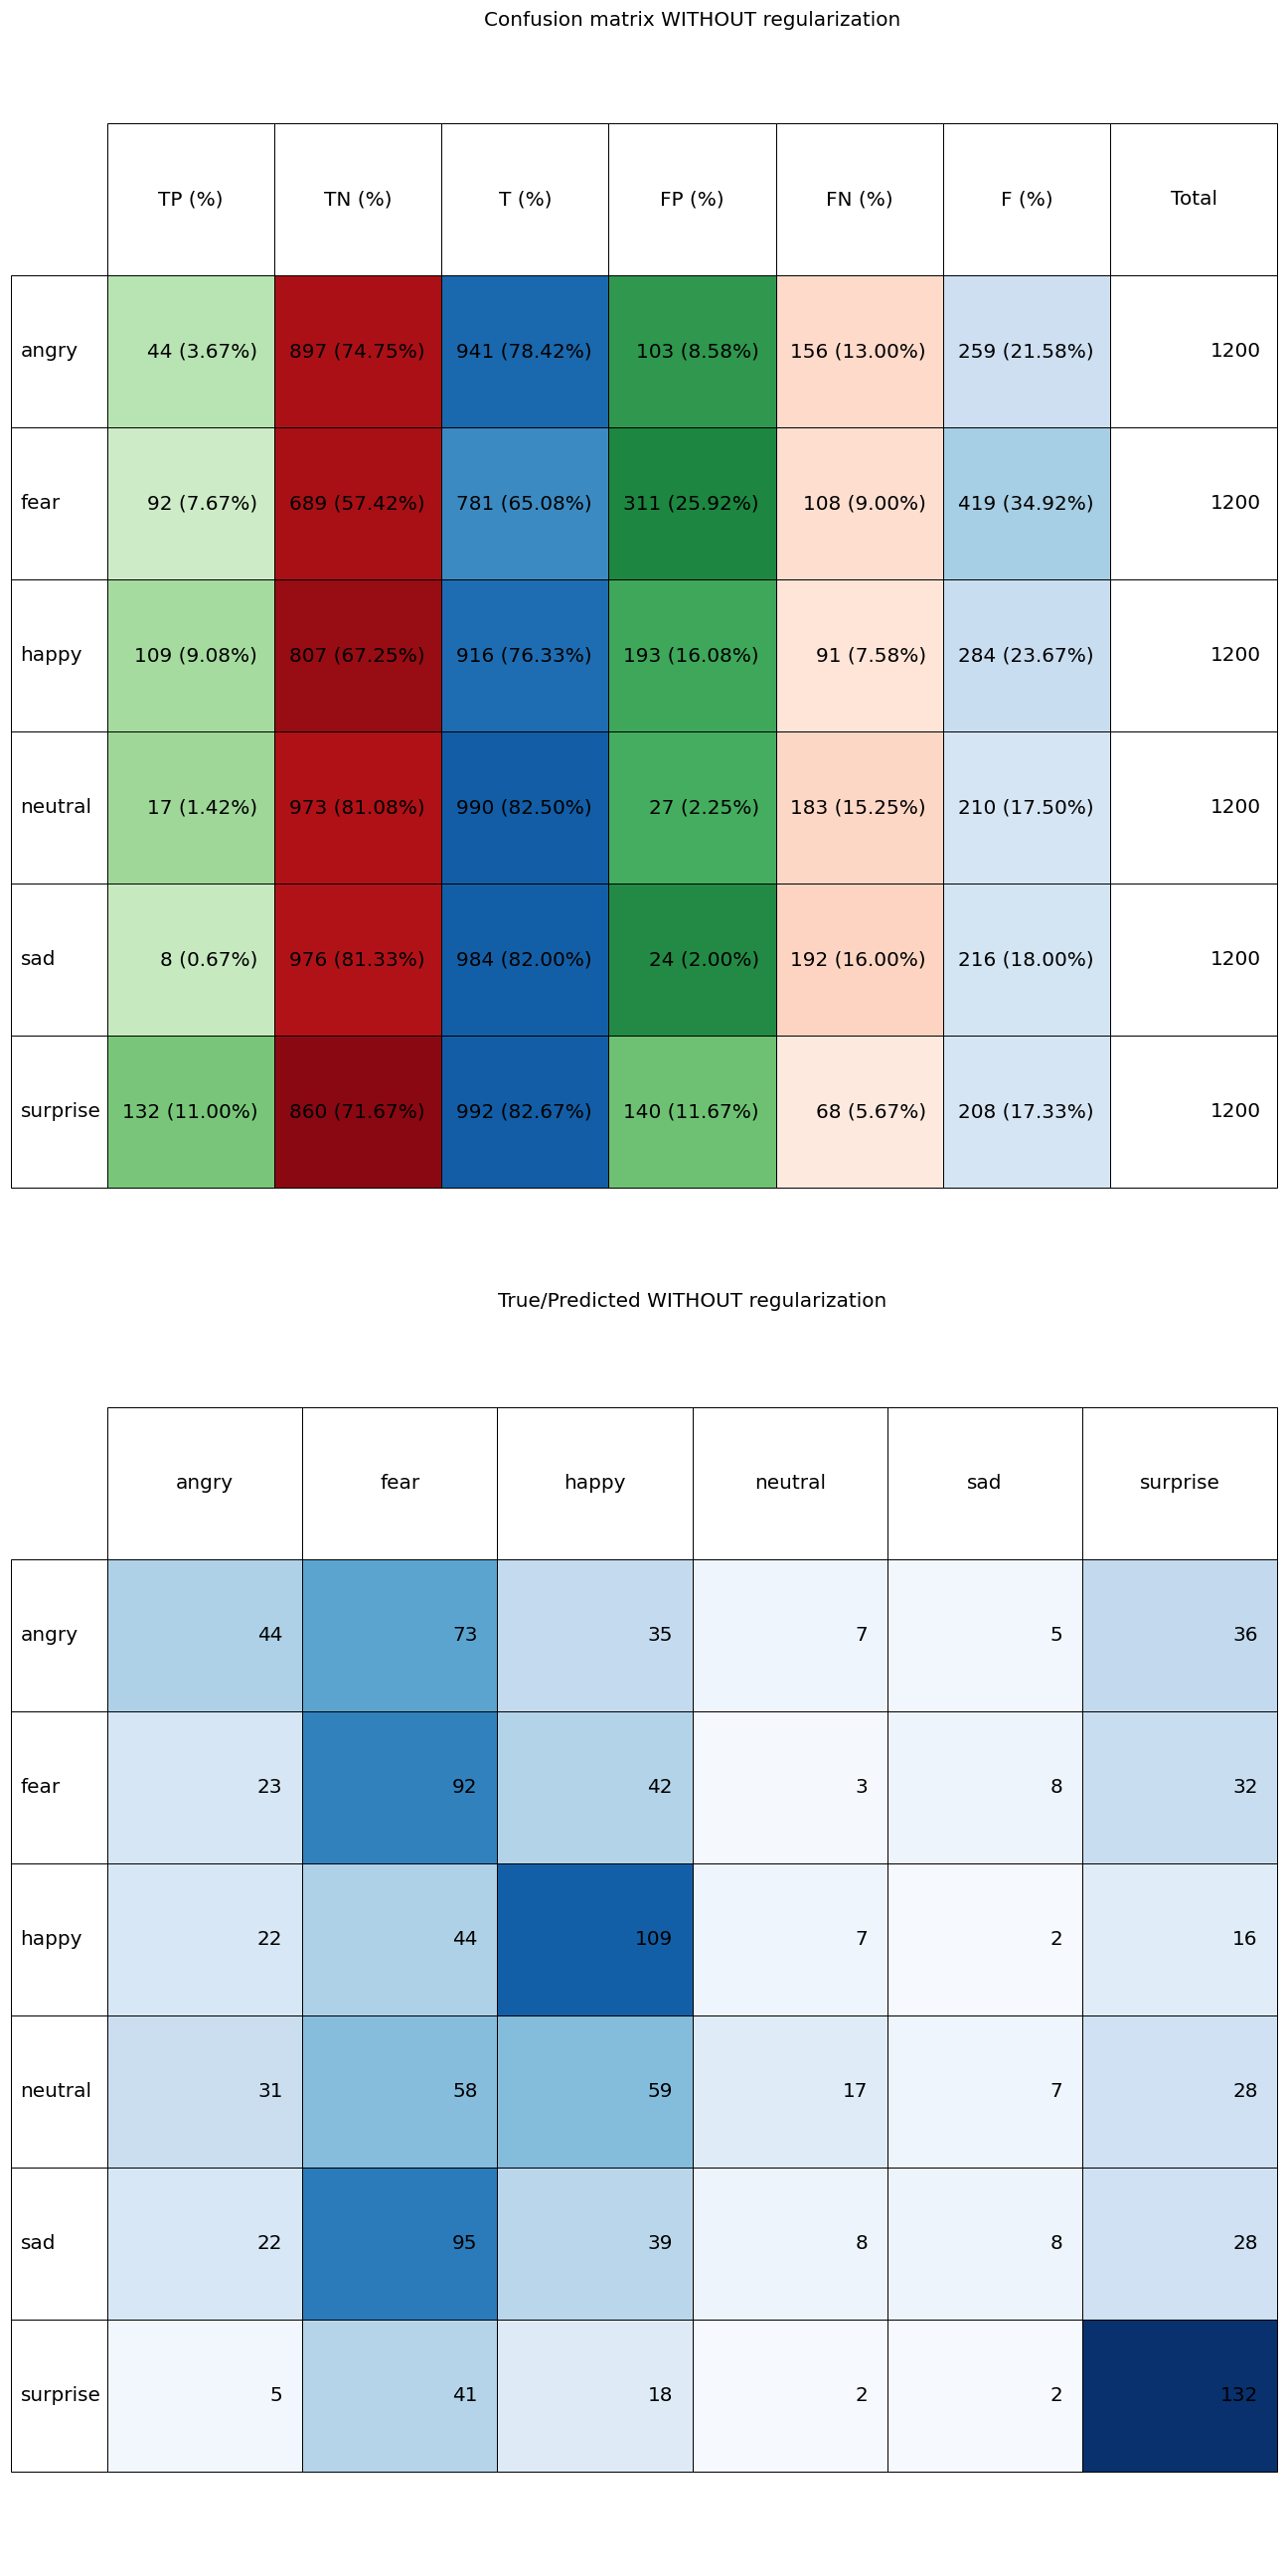 Confusion matrix WITHOUT regularization
TP (%) TN (%) T (%) FP (%) FN (%) F (%) Total
angry 44 (3.67%) 897 (74.75%) 941 (78.42%) 103 (8.58%) 156 (13.00%) 259 (21.58%) 1200
fear 92 (7.67%) 689 (57.42%) 781 (65.08%) 311 (25.92%) 108 (9.00%) 419 (34.92%) 1200
happy 109 (9.08%) 807 (67.25%) 916 (76.33%) 193 (16.08%) 91 (7.58%) 284 (23.67%) 1200
neutral 17 (1.42%) 973 (81.08%) 990 (82.50%) 27 (2.25%) 183 (15.25%) 210 (17.50%) 1200
sad 8 (0.67%) 976 (81.33%) 984 (82.00%) 24 (2.00%) 192 (16.00%) 216 (18.00%) 1200
surprise 132 (11.00%) 860 (71.67%) 992 (82.67%) 140 (11.67%) 68 (5.67%) 208 (17.33%) 1200
True/Predicted WITHOUT regularization
angry fear happy neutral sad surprise
angry 44 73 35 7 5 36
fear 23 92 42 3 8 32
happy 22 44 109 7 2 16
neutral 31 58 59 17 7 28
sad 22 95 39 8 8 28
surprise 5 41 18 2 2 132